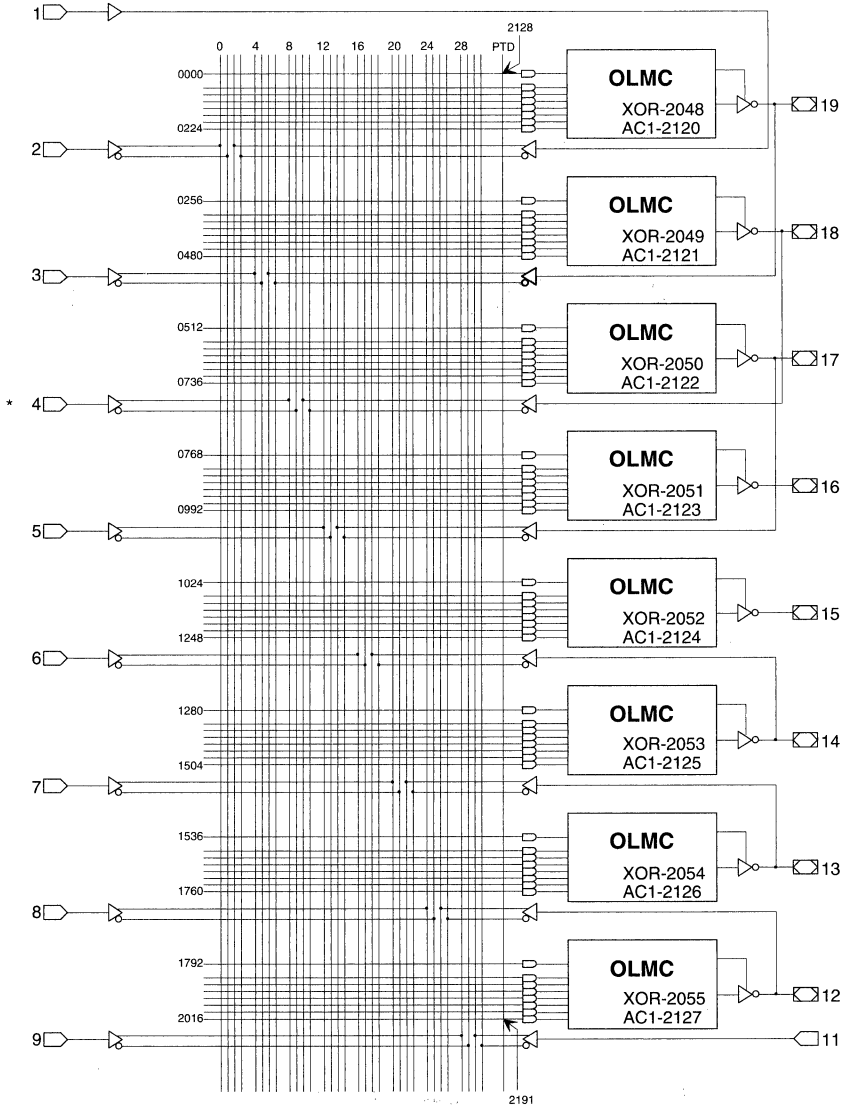 1
2128
0 4 8 12 16 20 24 28 PTD
0000
OLMC
XOR-2048
AC1-2120
19
0224
2
0256
OLMC
XOR-2049
AC1-2121
18
0480
3
0512
OLMC
XOR-2050
AC1-2122
17
0736
* 4
0768
OLMC
XOR-2051
AC1-2123
16
0992
5
1024
OLMC
XOR-2052
AC1-2124
15
1248
6
1280
OLMC
XOR-2053
AC1-2125
14
1504
7
1536
OLMC
XOR-2054
AC1-2126
13
1760
8
1792
OLMC
XOR-2055
AC1-2127
12
2016
9
11
2191